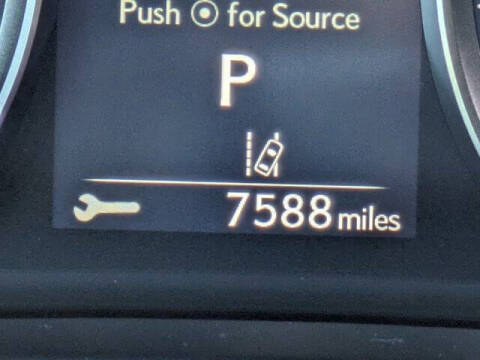 Push for Source
P
7588 miles